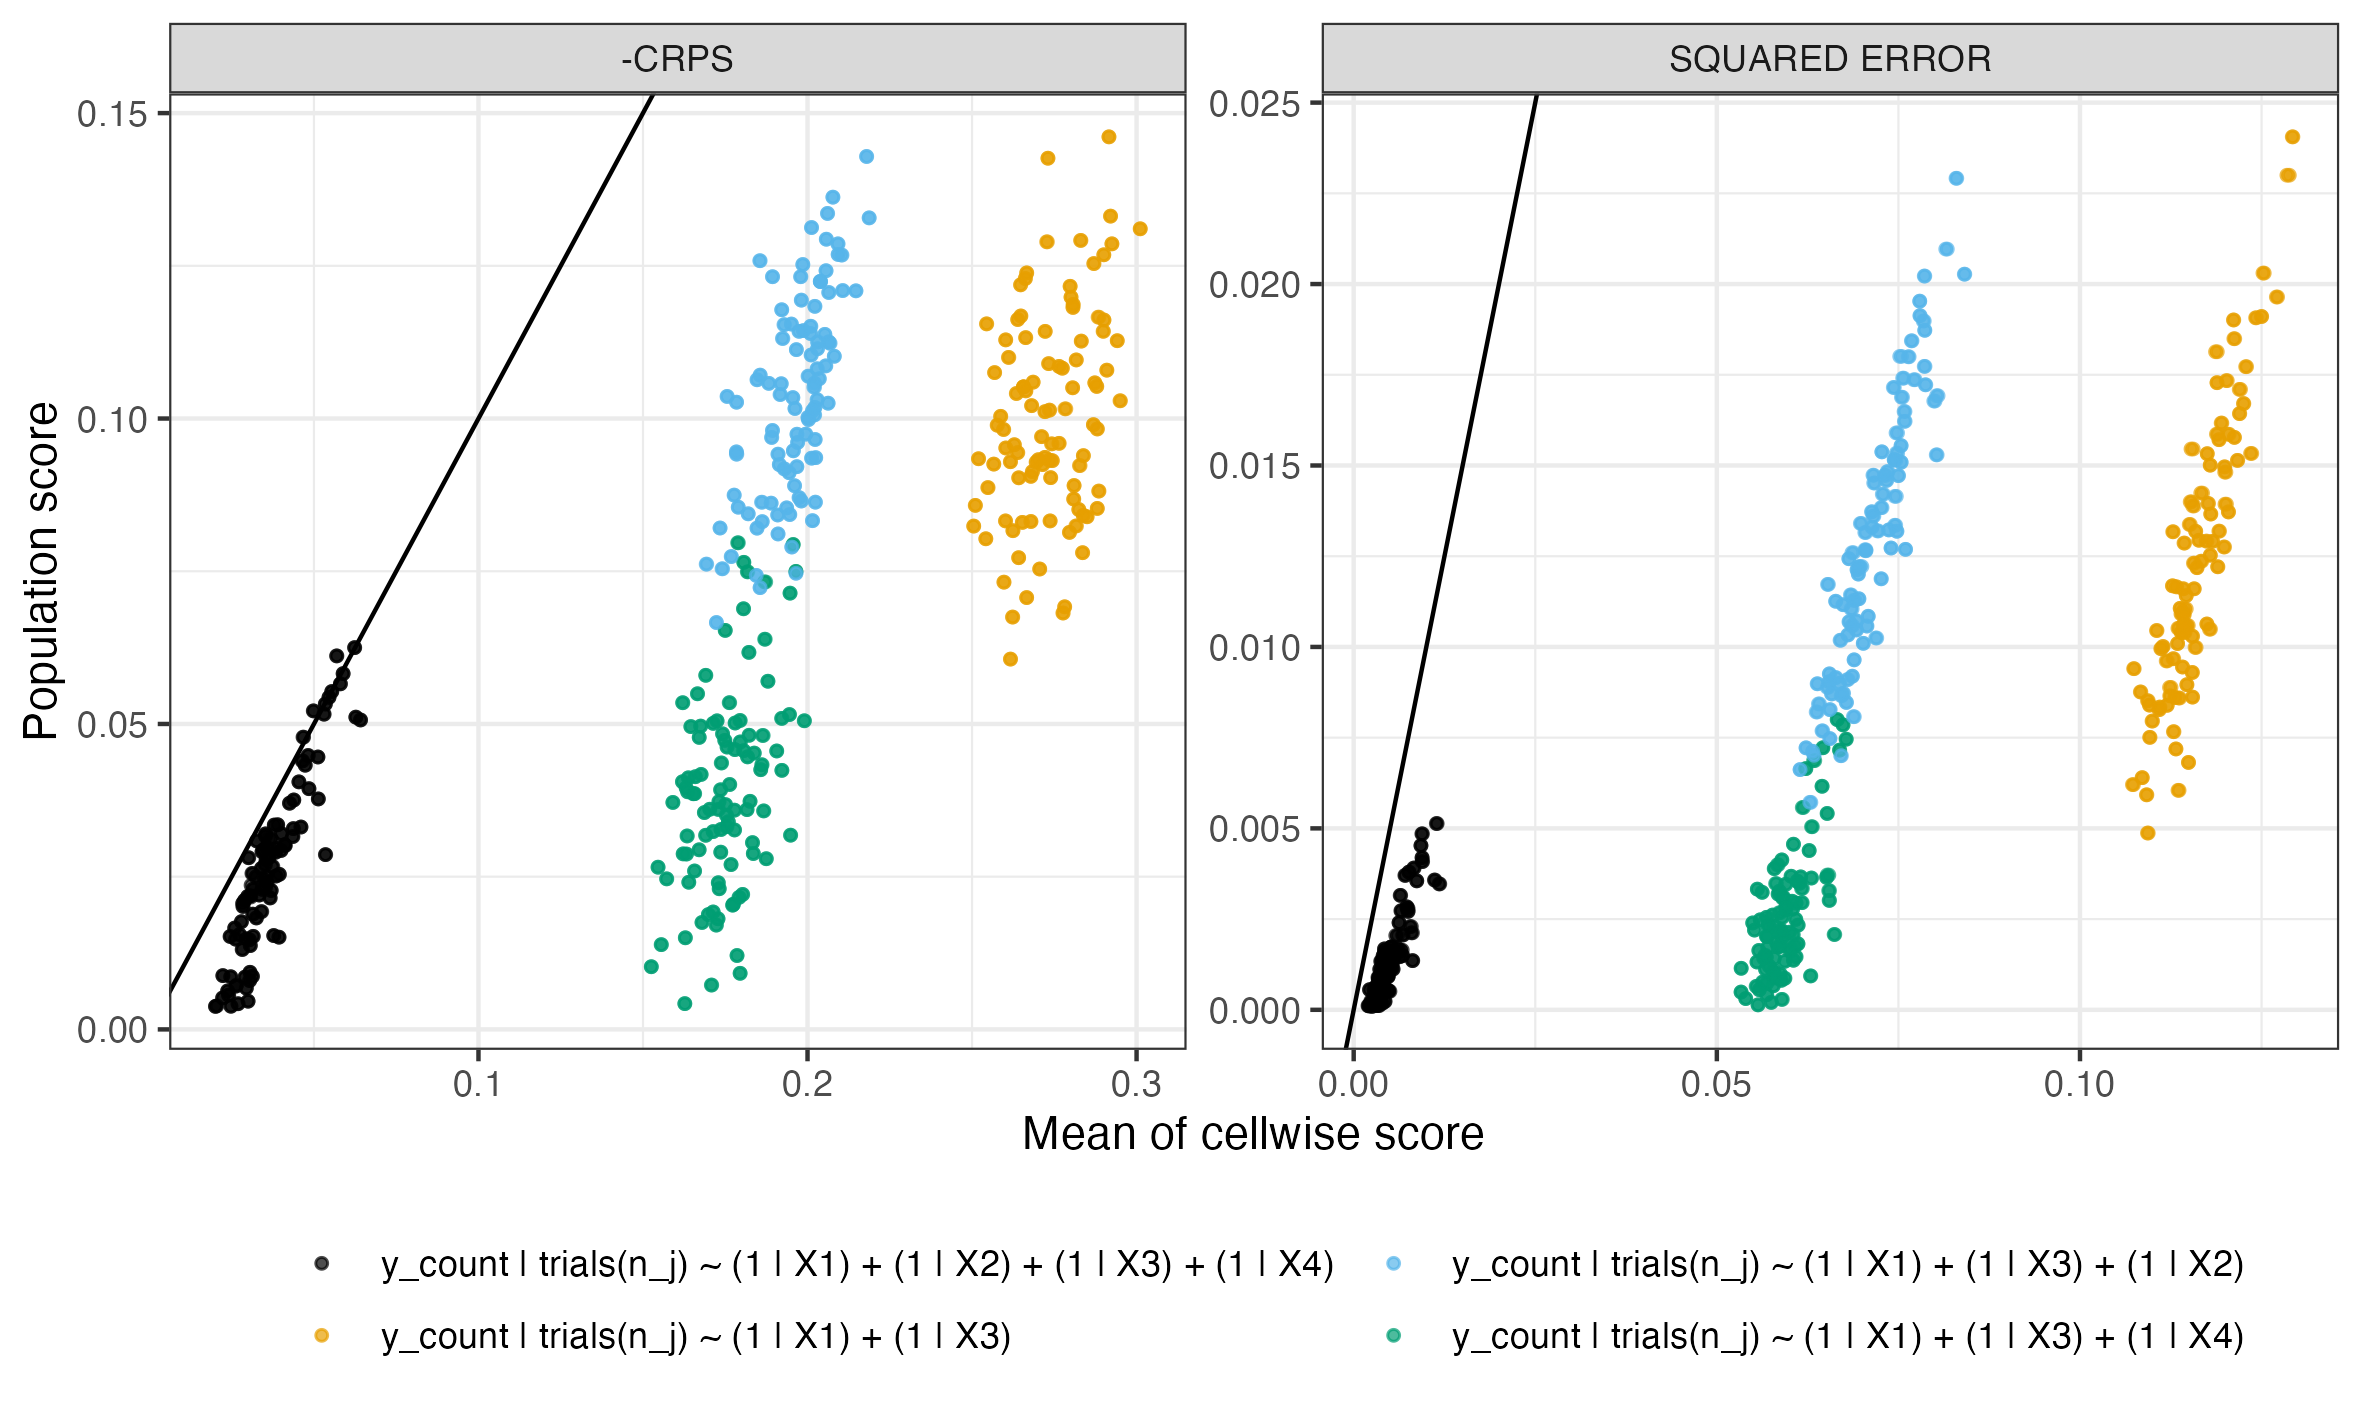 -CRPS
SQUARED ERROR
Population score
0.15
0.10
0.05
0.00
0.025
0.020
0.015
0.010
0.005
0.000
0.1
0.2
0.3
0.00
0.05
0.10
Mean of cellwise score
y_count | trials(n_j) ~ (1 | X1) + (1 | X2) + (1 | X3) + (1 | X4)
y_count | trials(n_j) ~ (1 | X1) + (1 | X3) + (1 | X2)
y_count | trials(n_j) ~ (1 | X1) + (1 | X3)
y_count | trials(n_j) ~ (1 | X1) + (1 | X3) + (1 | X4)